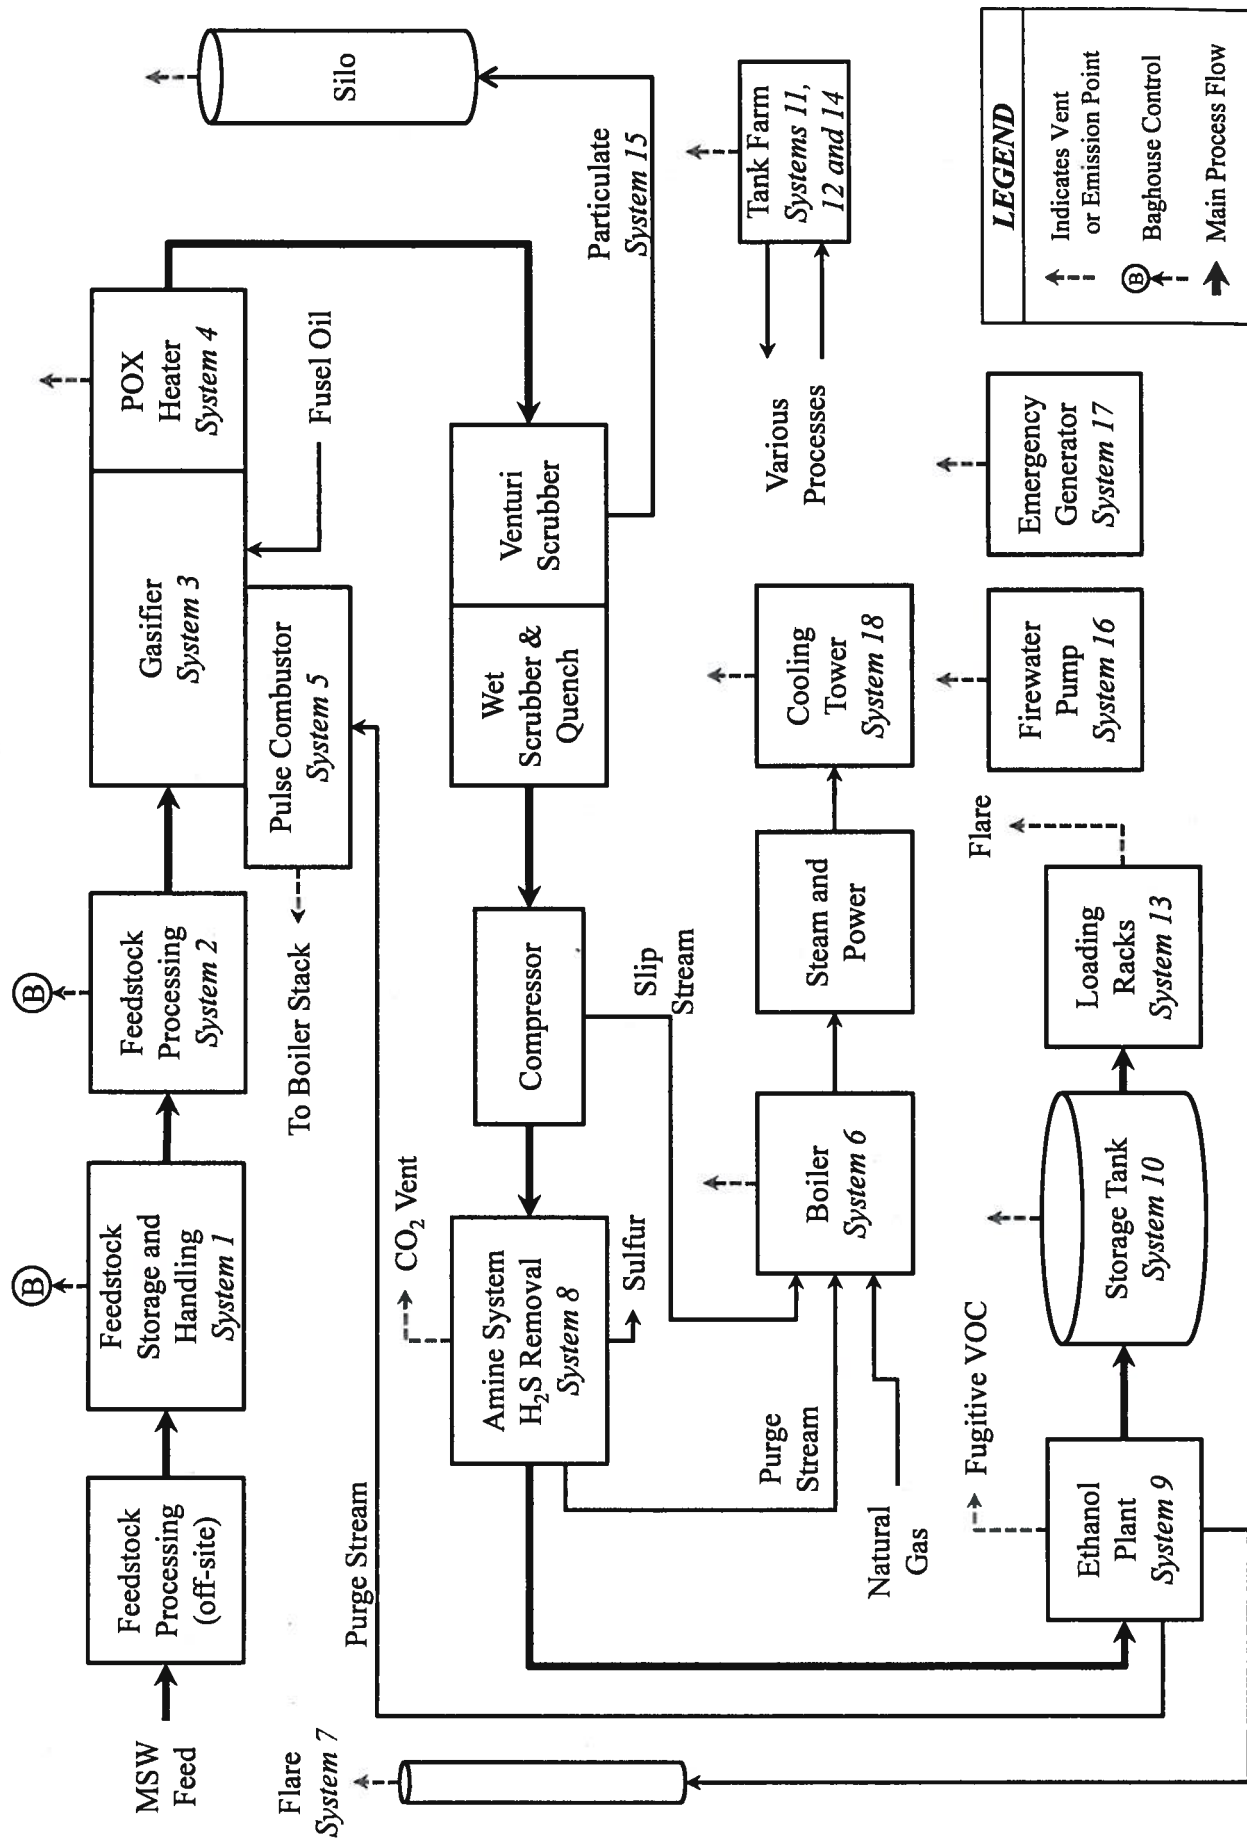 MSW
Feed
Feedstock
Processing
(off-site)
Feedstock
Storage and
Handling
System 1
B
Feedstock
Processing
System 2
B
Gasifier
System 3
POX
Heater
System 4
Pulse Combustor
System 5
To Boiler Stack
Fusel Oil
Silo
Flare
System 7
Purge Stream
CO₂ Vent
Amine System
H₂S Removal
System 8
Sulfur
Compressor
Slip
Stream
Wet
Scrubber &
Quench
Venturi
Scrubber
Particulate
System 15
Purge
Stream
Natural
Gas
Boiler
System 6
Steam and
Power
Cooling
Tower
System 18
Various
Processes
Tank Farm
Systems 11,
12 and 14
Fugitive VOC
Ethanol
Plant
System 9
Storage Tank
System 10
Loading
Racks
System 13
Flare
Firewater
Pump
System 16
Emergency
Generator
System 17
LEGEND
Indicates Vent
or Emission Point
B
Baghouse Control
Main Process Flow